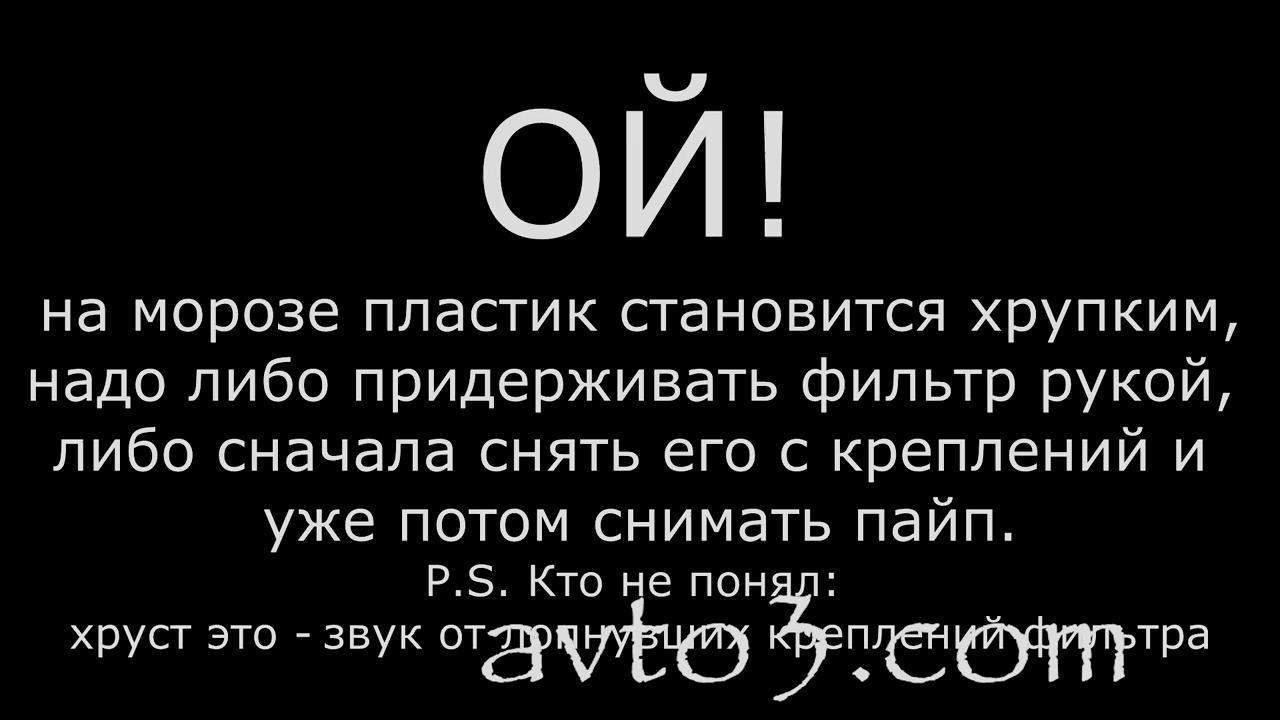 ОЙ!
на морозе пластик становится хрупким,
надо либо придерживать фильтр рукой,
либо сначала снять его с креплений и
уже потом снимать пайп.
P.S. Кто не понял:
хруст это - звук от лопнувших креплений фильтра
avto3.com